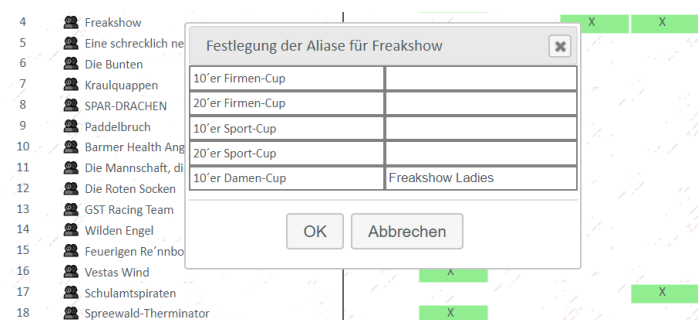 4 Freakshow X X
5 Eine schrecklich ne
6 Die Bunten
7 Kraulquappen
8 SPAR-DRACHEN
9 Paddelbruch
10 Barmer Health Ang
11 Die Mannschaft, di
12 Die Roten Socken
13 GST Racing Team
14 Wilden Engel
15 Feuerigen Re´nnbo
16 Vestas Wind X
17 Schulamtspiraten X
18 Spreewald-Therminator X
Festlegung der Aliase für Freakshow
10´er Firmen-Cup
20´er Firmen-Cup
10´er Sport-Cup
20´er Sport-Cup
10´er Damen-Cup Freakshow Ladies
OK Abbrechen